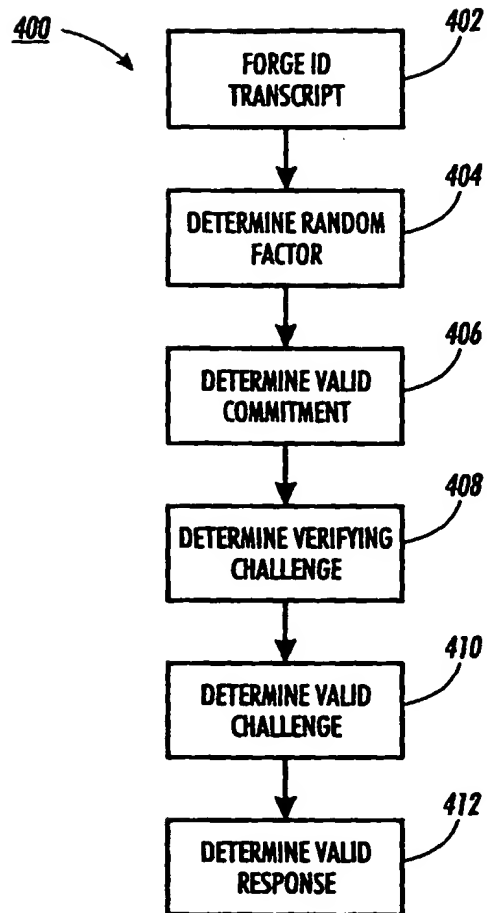 400
402
FORGE ID
TRANSCRIPT
404
DETERMINE RANDOM
FACTOR
406
DETERMINE VALID
COMMITMENT
408
DETERMINE VERIFYING
CHALLENGE
410
DETERMINE VALID
CHALLENGE
412
DETERMINE VALID
RESPONSE